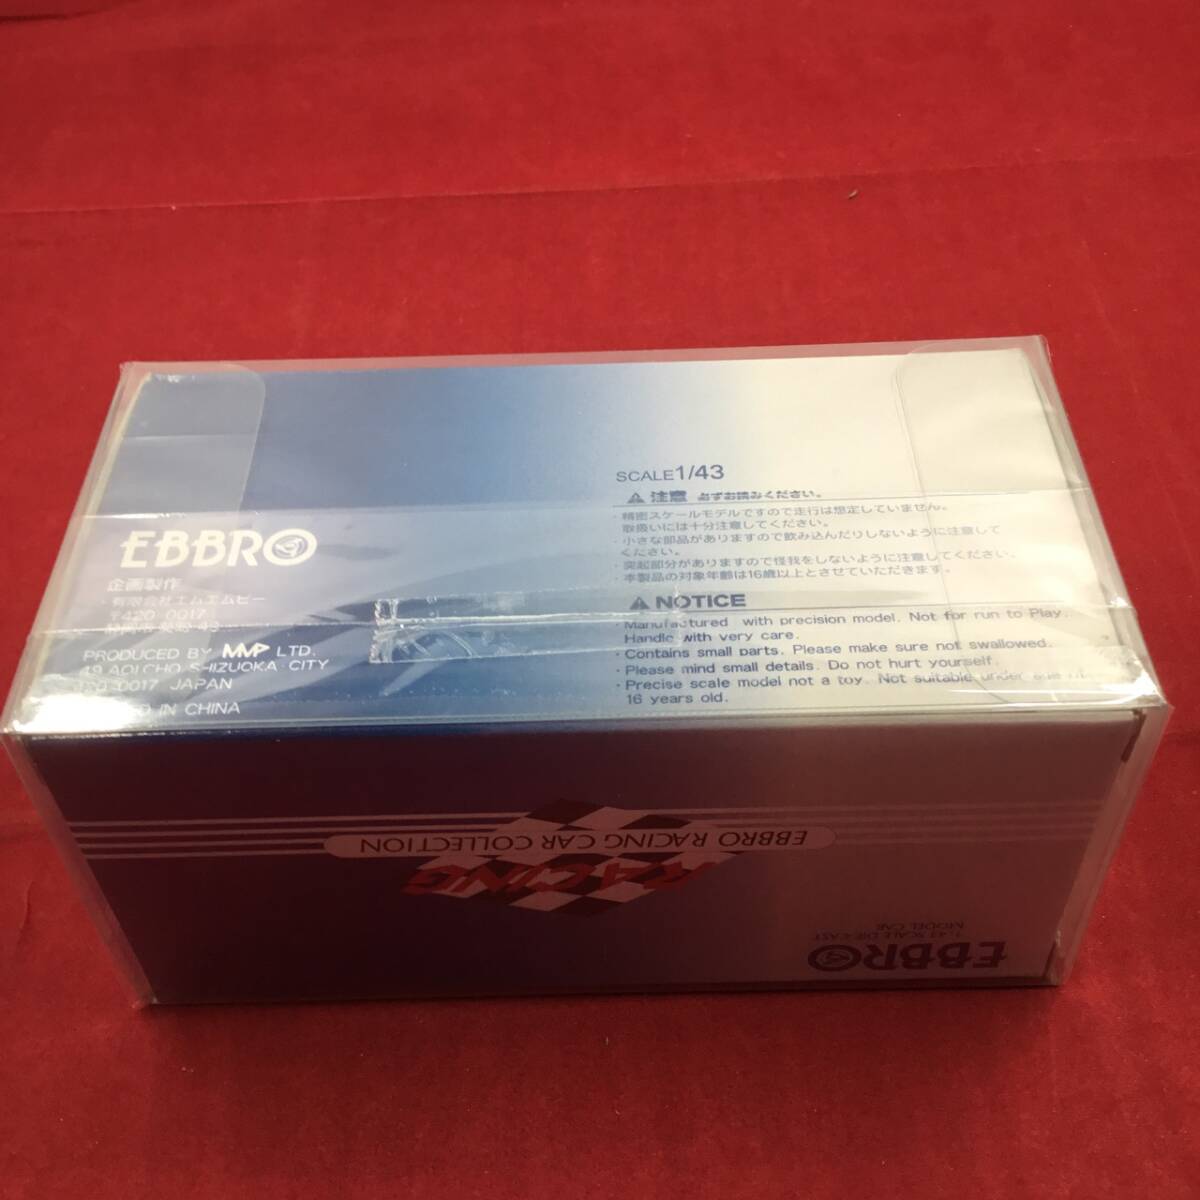 SCALE1/43
注意 必ずお読みください。
・精密スケールモデルですので走行は想定していません。
取扱いには十分注意してください。
・小さな部品がありますので飲み込んだりしないように注意して
ください。
・突起部分がありますので怪我をしないように注意してください。
・本製品の対象年齢は16歳以上とさせていただきます。
NOTICE
・Manufactured with precision model. Not for run to Play.
Handle with very care.
・Contains small parts. Please make sure not swallowed.
・Please mind small details. Do not hurt yourself.
・Precise scale model not a toy. Not suitable under
16 years old.
EBBRO
企画製作
有限会社エムエムピー
〒420-0017
PRODUCED BY MMP LTD.
49 AOI CHO SHIZUOKA CITY
0017 JAPAN
IN CHINA
EBBRO RACING CAR COLLECTION
RACING
1:43 SCALE DIE-CAST
MODEL CAR
EBBRO